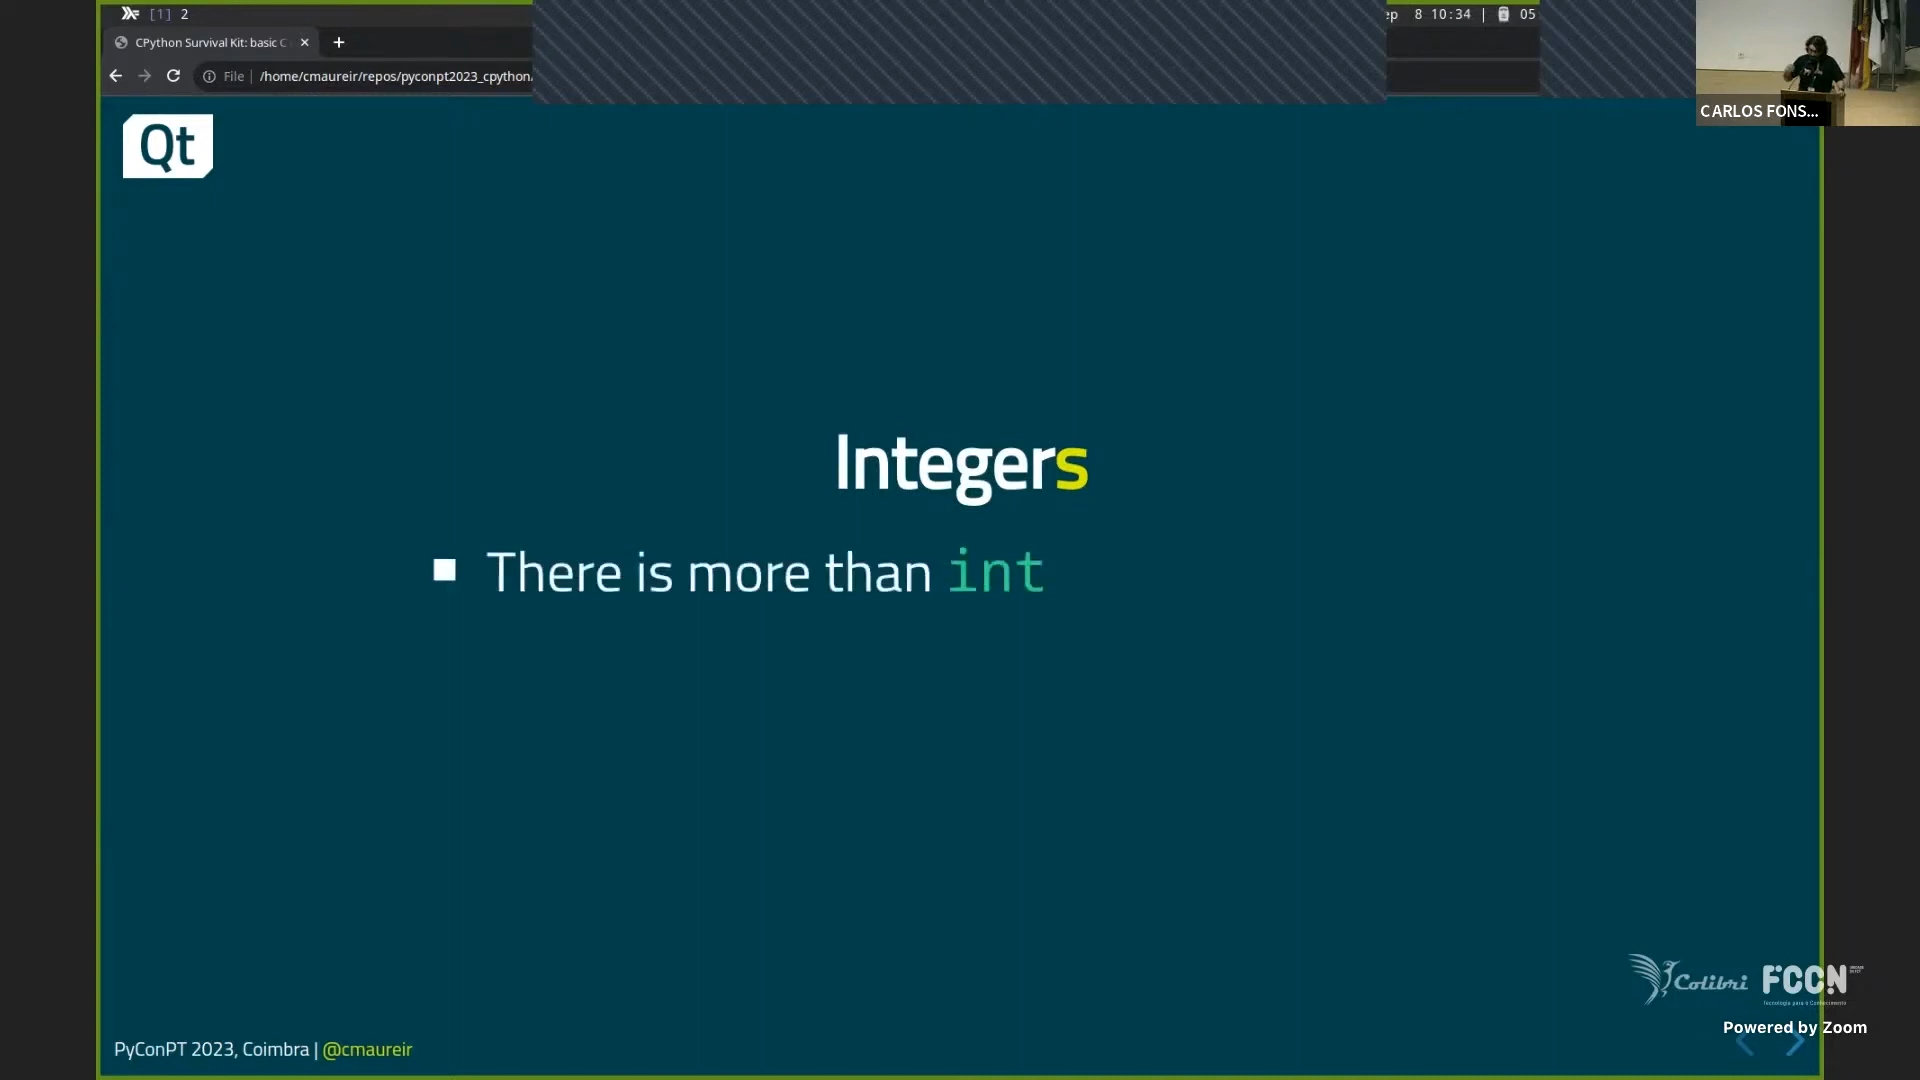 [1] 2
ep 8 10:34 | 05
CPython Survival Kit: basic C
File | /home/cmaureir/repos/pyconpt2023_cpython/
CARLOS FONS...
Qt
Integers
There is more than int
Colibri FCCN
Powered by Zoom
PyConPT 2023, Coimbra | @cmaureir